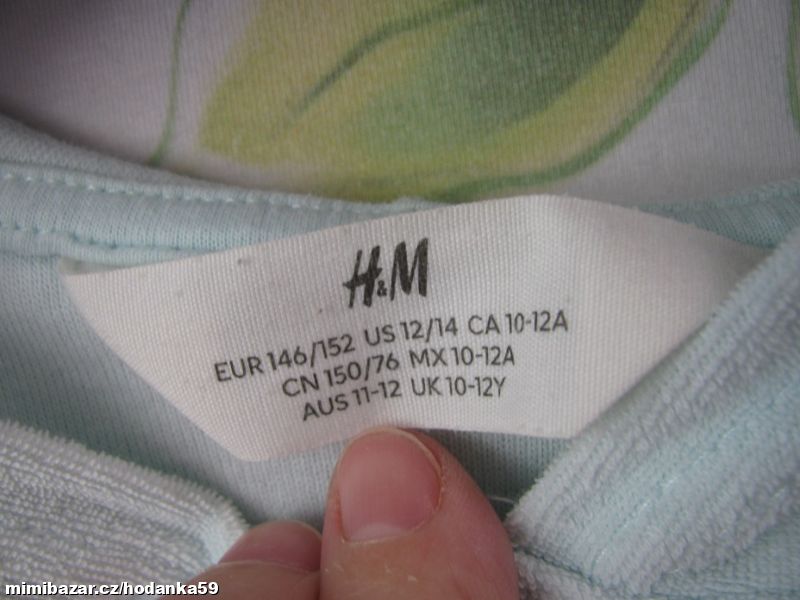 H&M
EUR 146/152 US 12/14 CA 10-12A
CN 150/76 MX 10-12A
AUS 11-12 UK 10-12Y
mimibazar.cz/hodanka59